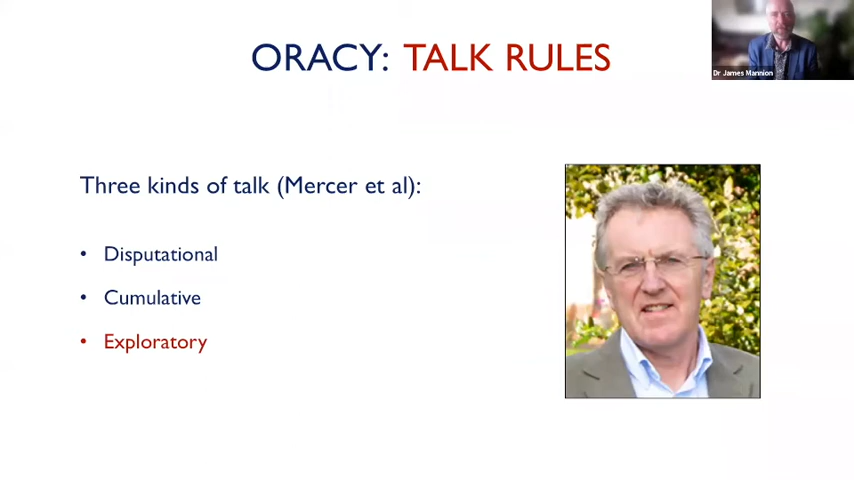 ORACY: TALK RULES
Dr James Mannion
Three kinds of talk (Mercer et al):
• Disputational
• Cumulative
• Exploratory